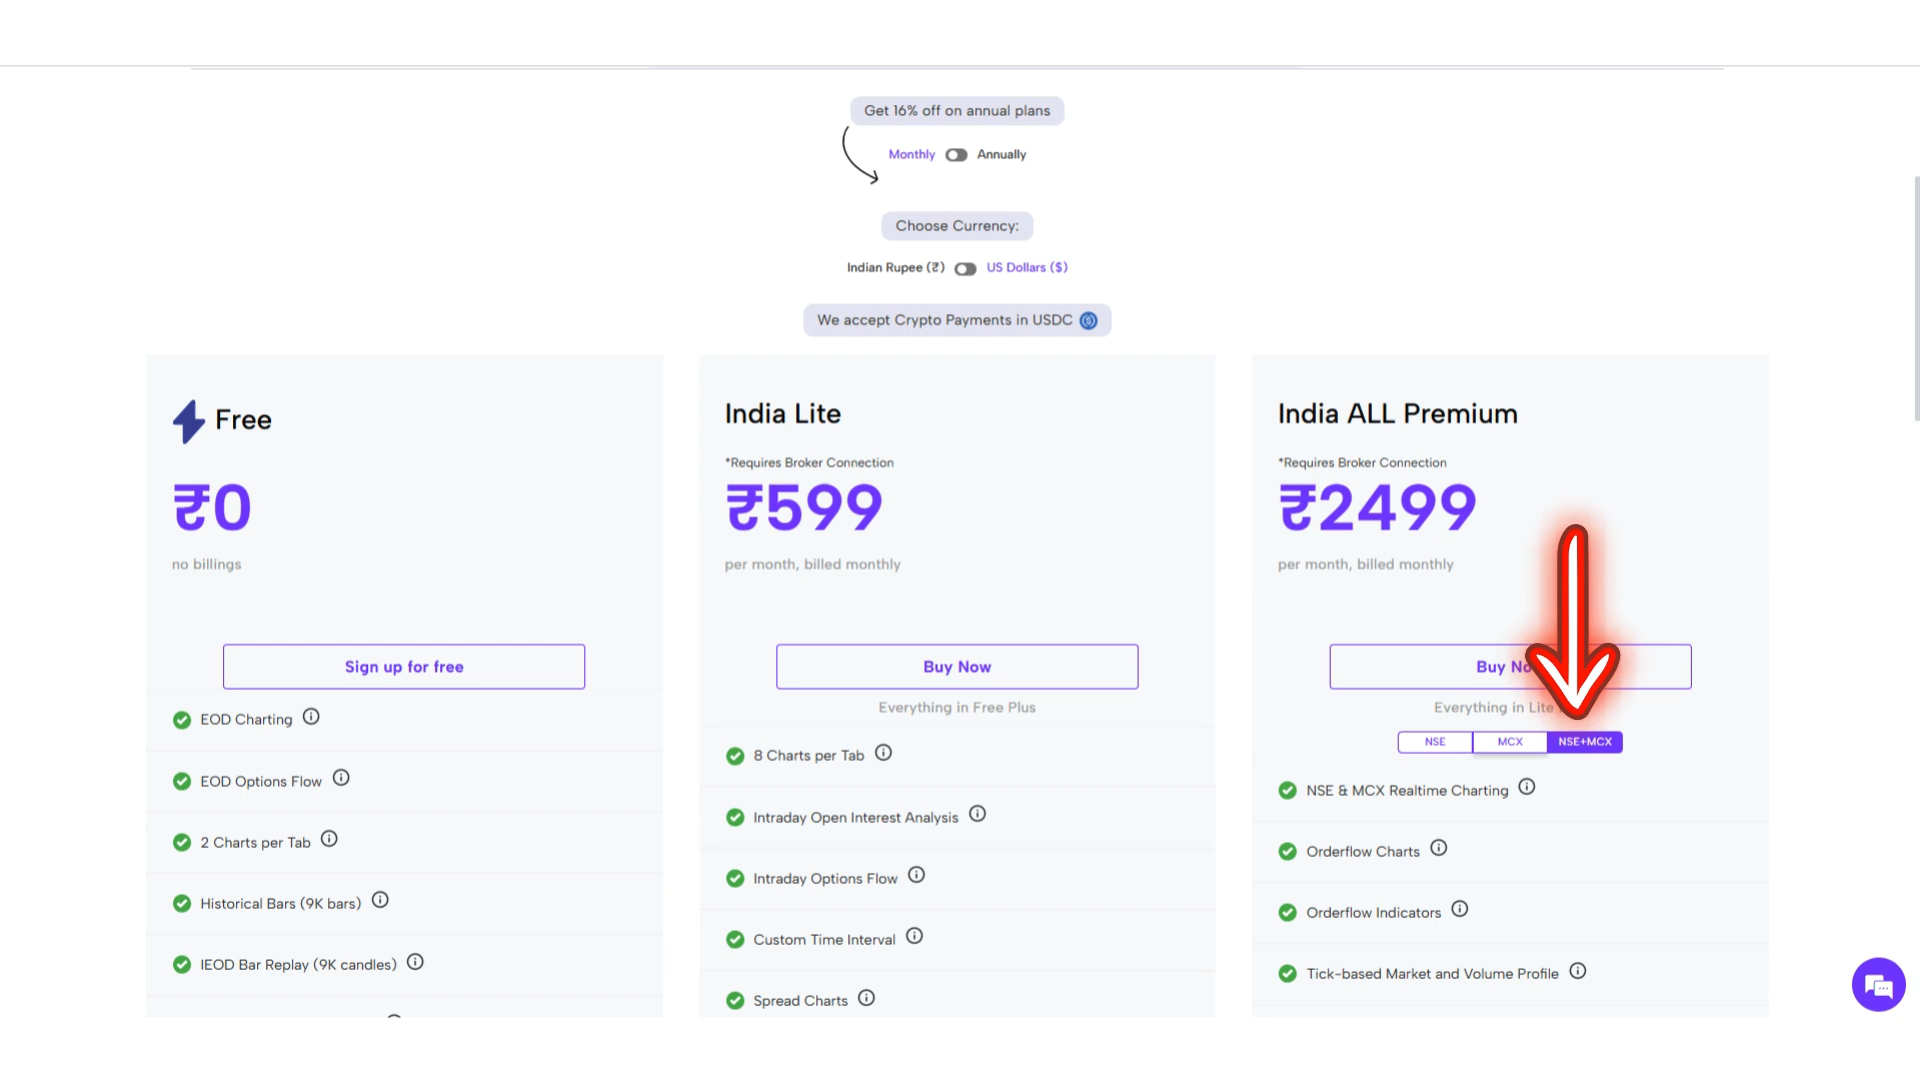 Get 16% off on annual plans
Monthly Annually
Choose Currency:
Indian Rupee (₹) US Dollars ($)
We accept Crypto Payments in USDC
Free
₹0
no billings
Sign up for free
EOD Charting
EOD Options Flow
2 Charts per Tab
Historical Bars (9K bars)
IEOD Bar Replay (9K candles)
India Lite
*Requires Broker Connection
₹599
per month, billed monthly
Buy Now
Everything in Free Plus
8 Charts per Tab
Intraday Open Interest Analysis
Intraday Options Flow
Custom Time Interval
Spread Charts
India ALL Premium
*Requires Broker Connection
₹2499
per month, billed monthly
Buy
Everything in Lite
NSE MCX NSE+MCX
NSE & MCX Realtime Charting
Orderflow Charts
Orderflow Indicators
Tick-based Market and Volume Profile